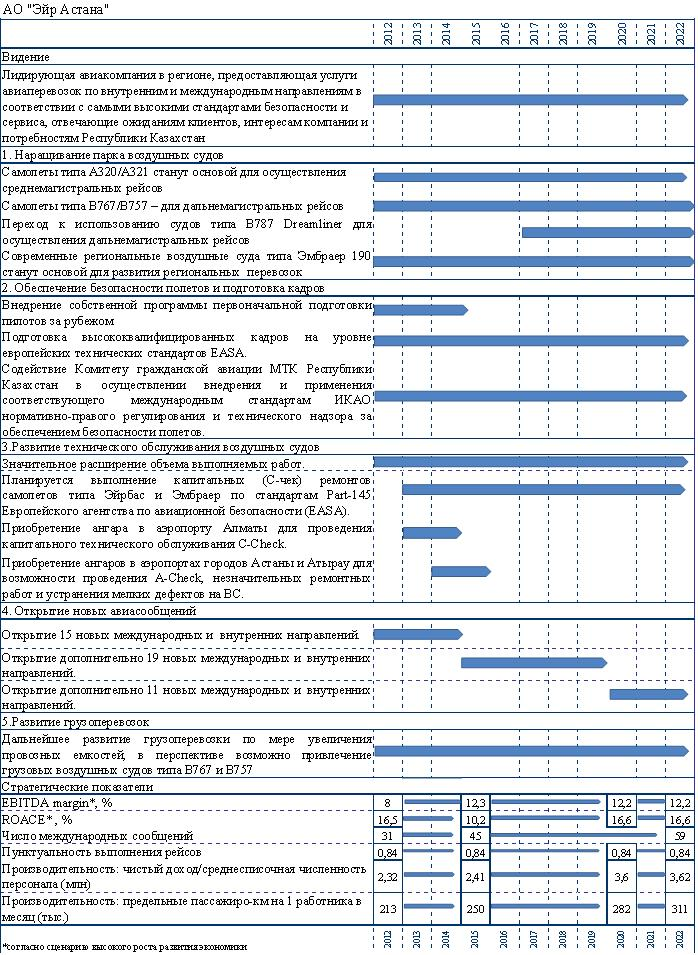 АО "Эйр Астана"
2012 2013 2014 2015 2016 2017 2018 2019 2020 2021 2022
Видение
Лидирующая авиакомпания в регионе, предоставляющая услуги
авиаперевозок по внутренним и международным направлениям в
соответствии с самыми высокими стандартами безопасности и
сервиса, отвечающие ожиданиям клиентов, интересам компании и
потребностям Республики Казахстан
1. Наращивание парка воздушных судов
Самолеты типа А320/А321 станут основой для осуществления
среднемагистральных рейсов
Самолеты типа В767/В757 – для дальнемагистральных рейсов
Переход к использованию судов типа В787 Dreamliner для
осуществления дальнемагистральных рейсов
Современные региональные воздушные суда типа Эмбраер 190
станут основой для развития региональных перевозок
2. Обеспечение безопасности полетов и подготовка кадров
Внедрение собственной программы первоначальной подготовки
пилотов за рубежом
Подготовка высококвалифицированных кадров на уровне
европейских технических стандартов EASA.
Содействие Комитету гражданской авиации МТК Республики
Казахстан в осуществлении внедрения и применения
соответствующего международным стандартам ИКАО
нормативно-правого регулирования и технического надзора за
обеспечением безопасности полетов.
3.Развитие технического обслуживания воздушных судов
Значительное расширение объема выполняемых работ.
Планируется выполнение капитальных (С-чек) ремонтов
самолетов типа Эйрбас и Эмбраер по стандартам Part-145
Европейского агентства по авиационной безопасности (EASA).
Приобретение ангара в аэропорту Алматы для проведения
капитального технического обслуживания C-Check.
Приобретение ангаров в аэропортах городов Астаны и Атырау для
возможности проведения A-Check, незначительных ремонтных
работ и устранения мелких дефектов на ВС.
4. Открытие новых авиасообщений
Открытие 15 новых международных и внутренних направлений.
Открытие дополнительно 19 новых международных и внутренних
направлений.
Открытие дополнительно 11 новых международных и внутренних
направлений.
5.Развитие грузоперевозок
Дальнейшее развитие грузоперевозки по мере увеличения
провозных емкостей, в перспективе возможно привлечение
грузовых воздушных судов типа В767 и В757
Стратегические показатели
EBITDA margin*, % 8 12,3 12,2 12,2
ROACE*, % 16,5 10,2 16,6 16,6
Число международных сообщений 31 45 59
Пунктуальность выполнения рейсов 0,84 0,84 0,84 0,84
Производительность: чистый доход/среднесписочная численность
персонала (млн) 2,32 2,41 3,6 3,62
Производительность: предельные пассажиро-км на 1 работника в
месяц (тыс.) 213 250 282 311
2012 2013 2014 2015 2016 2017 2018 2019 2020 2021 2022
*согласно сценарию высокого роста развития экономики